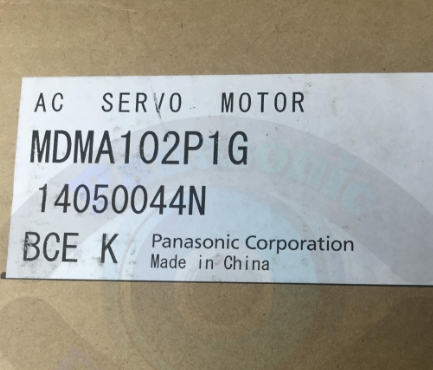 AC SERVO MOTOR
MDMA102P1G
14050044N
BCE K Panasonic Corporation
Made in China